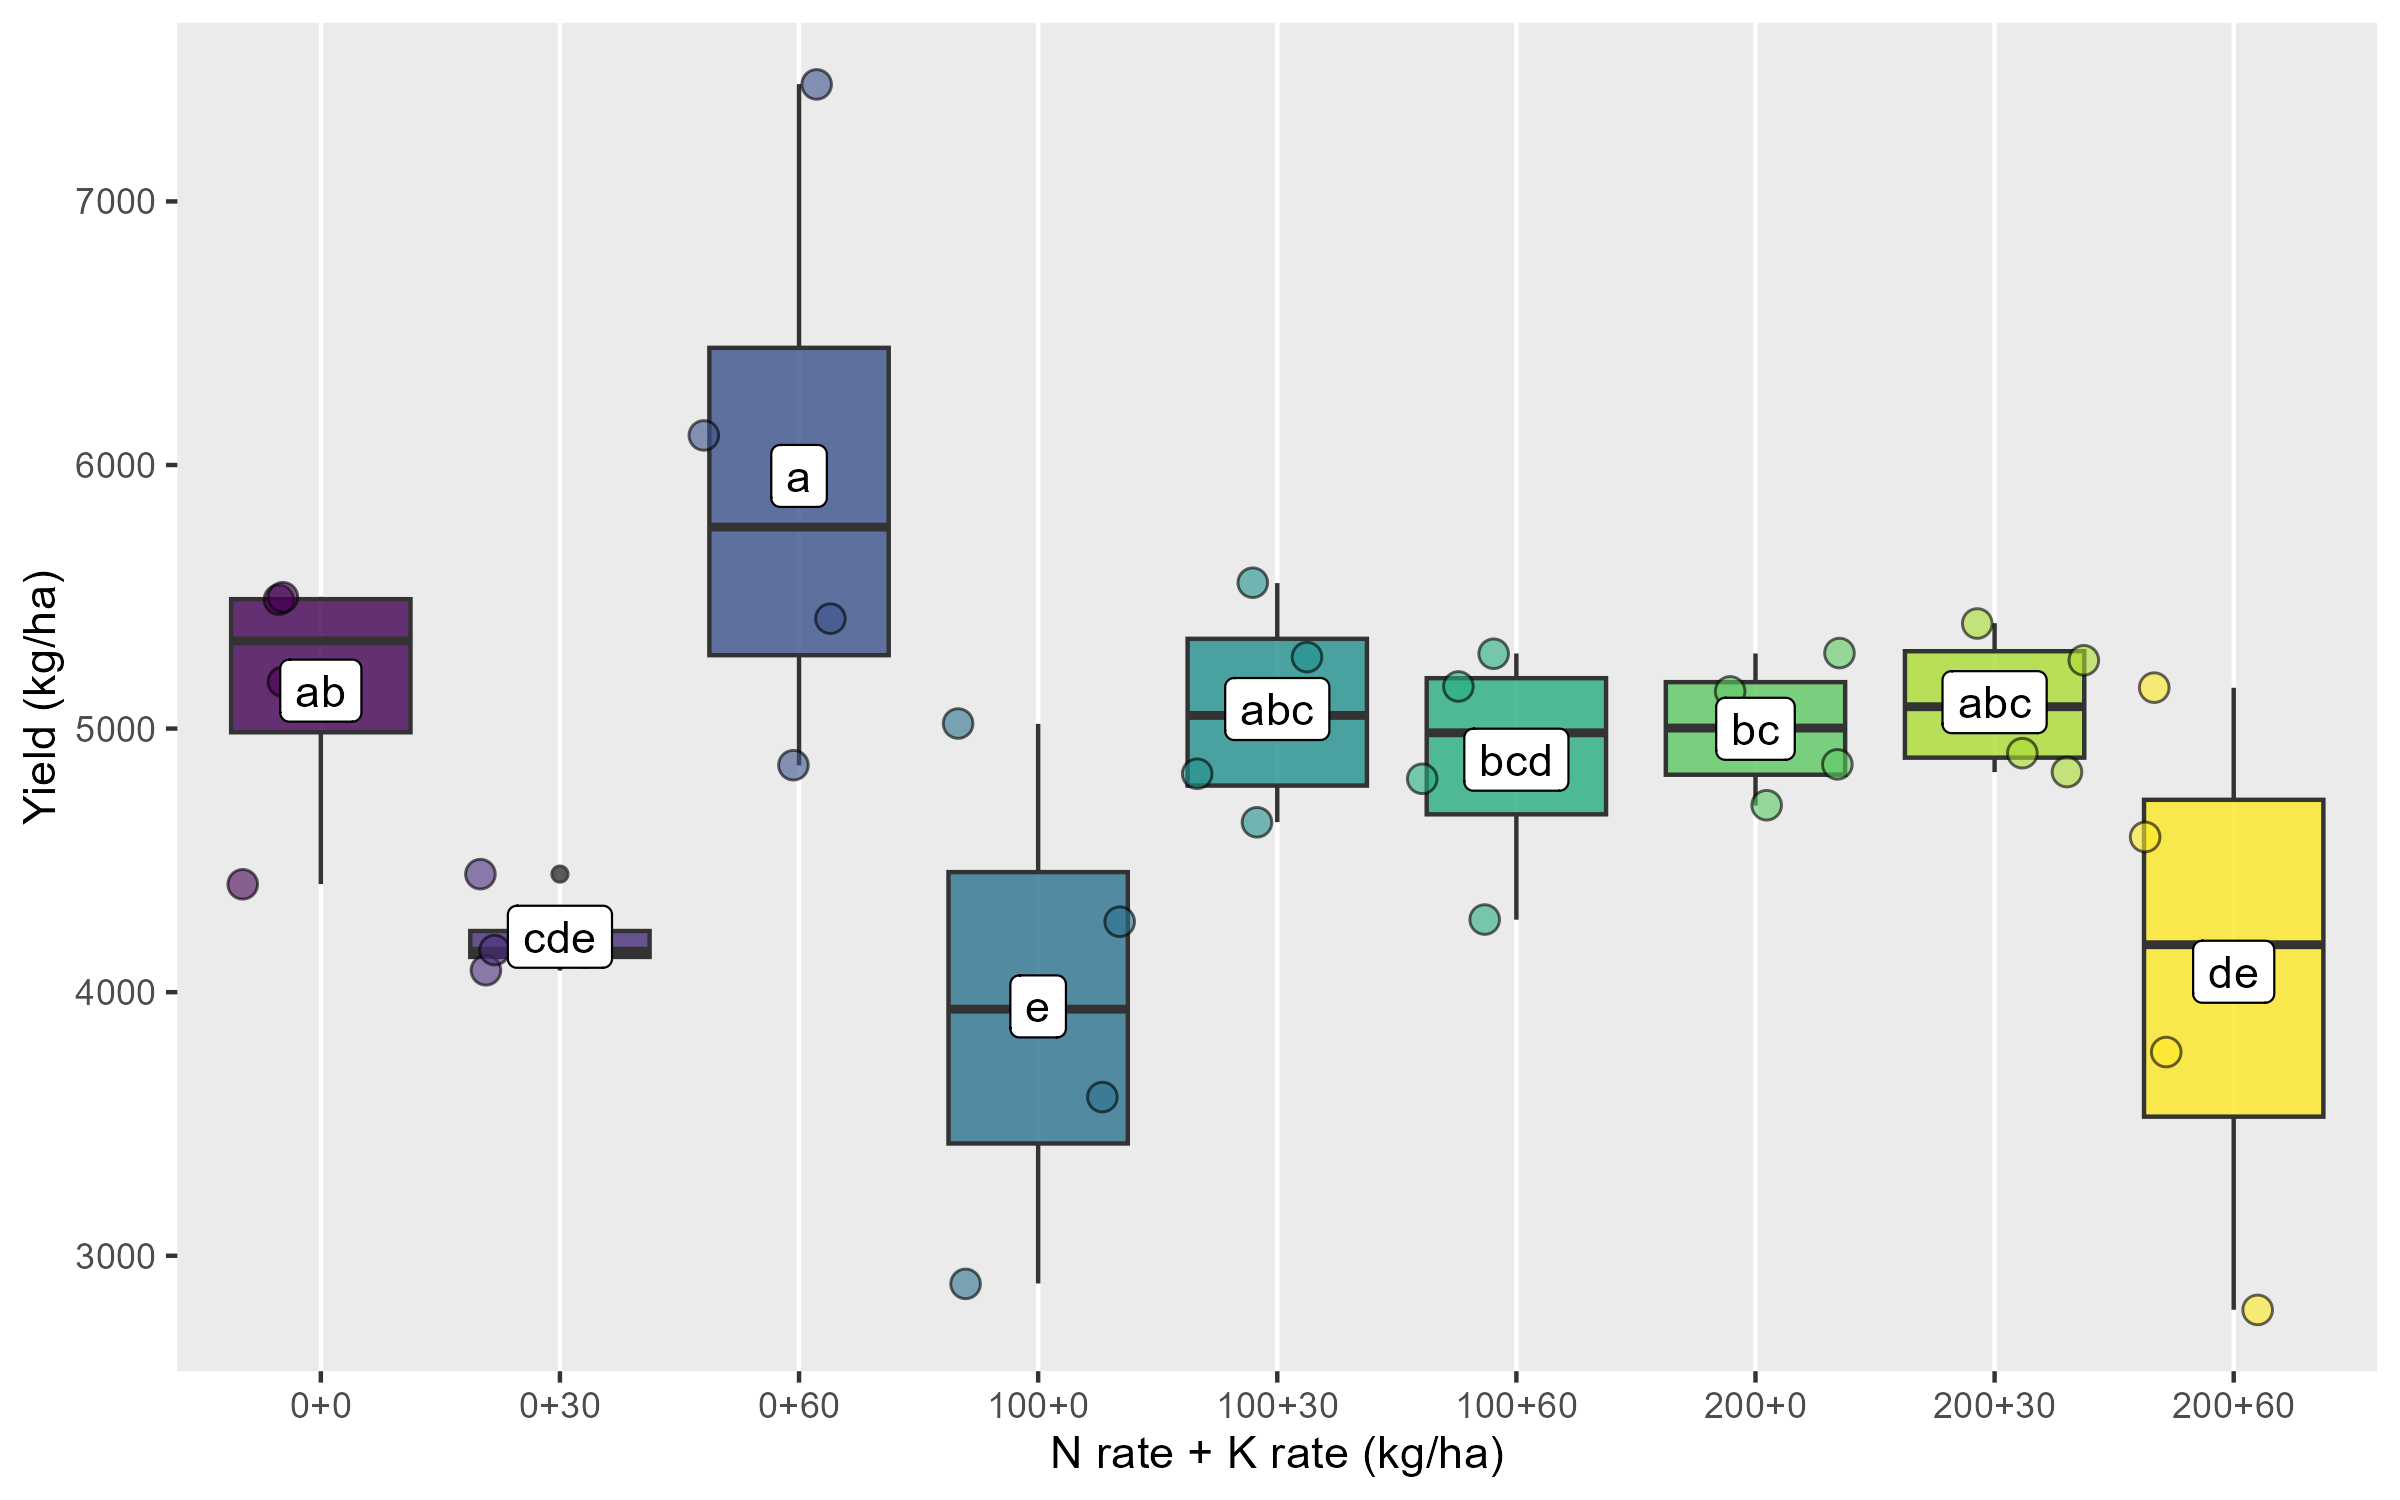 Yield (kg/ha)
7000
6000
5000
4000
3000
ab
cde
a
e
abc
bcd
bc
abc
de
0+0
0+30
0+60
100+0
100+30
100+60
200+0
200+30
200+60
N rate + K rate (kg/ha)